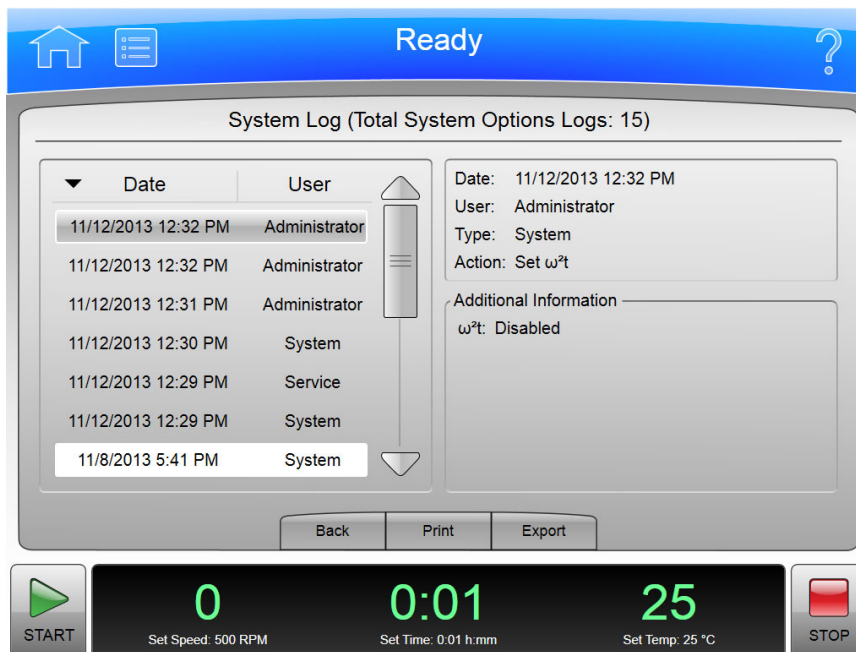 Ready
?
System Log (Total System Options Logs: 15)
Date User
11/12/2013 12:32 PM Administrator
11/12/2013 12:32 PM Administrator
11/12/2013 12:31 PM Administrator
11/12/2013 12:30 PM System
11/12/2013 12:29 PM Service
11/12/2013 12:29 PM System
11/8/2013 5:41 PM System
Date: 11/12/2013 12:32 PM
User: Administrator
Type: System
Action: Set ω²t
Additional Information
ω²t: Disabled
Back Print Export
START
0 0:01 25
Set Speed: 500 RPM Set Time: 0:01 h:mm Set Temp: 25 °C
STOP